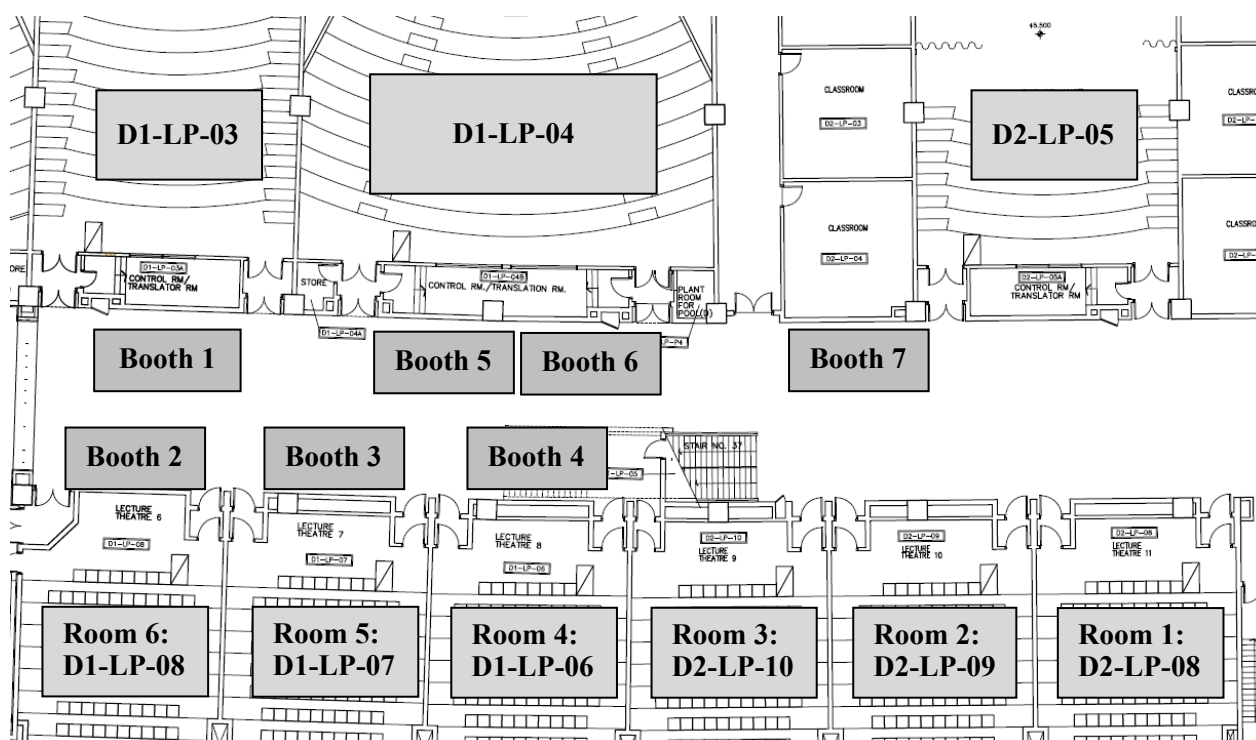 45.500
D1-LP-03
D1-LP-04
CLASSROOM
D2-LP-03
D2-LP-05
CLASSROOM
D2-LP-04
CLASSROOM
ORE
D1-LP-03A
CONTROL RM/
TRANSLATOR RM
STORE
D1-LP-04A
D1-LP-04B
CONTROL RM./TRANSLATION RM.
PLANT
ROOM
FOR
POOL(D)
LP-P4
D2-LP-05A
CONTROL RM/
TRANSLATOR RM
Booth 1
Booth 5
Booth 6
Booth 7
Booth 2
Booth 3
Booth 4
STAIR NO. 37
LECTURE
THEATRE 6
D1-LP-08
LECTURE
THEATRE 7
D1-LP-07
LECTURE
THEATRE 8
D1-LP-06
D2-LP-10
LECTURE
THEATRE 9
D2-LP-09
LECTURE
THEATRE 10
D2-LP-08
LECTURE
THEATRE 11
Room 6:
D1-LP-08
Room 5:
D1-LP-07
Room 4:
D1-LP-06
Room 3:
D2-LP-10
Room 2:
D2-LP-09
Room 1:
D2-LP-08